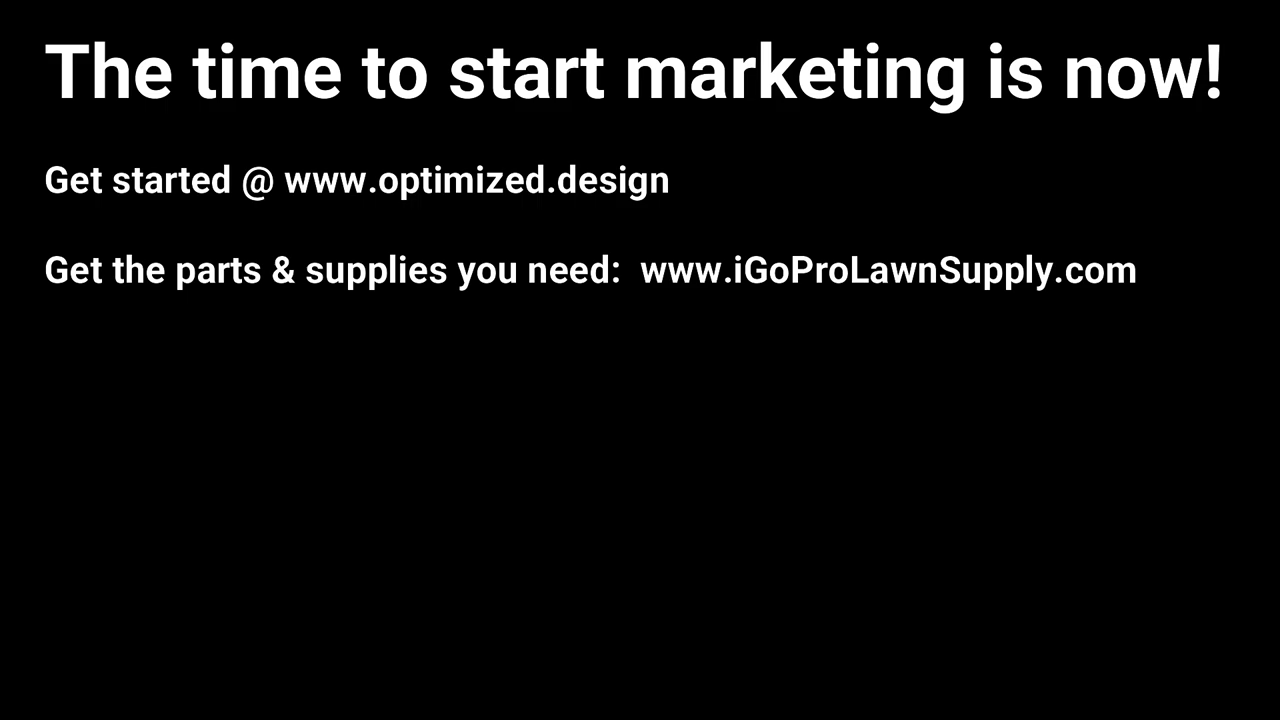 The time to start marketing is now!
Get started @ www.optimized.design
Get the parts & supplies you need:  www.iGoProLawnSupply.com